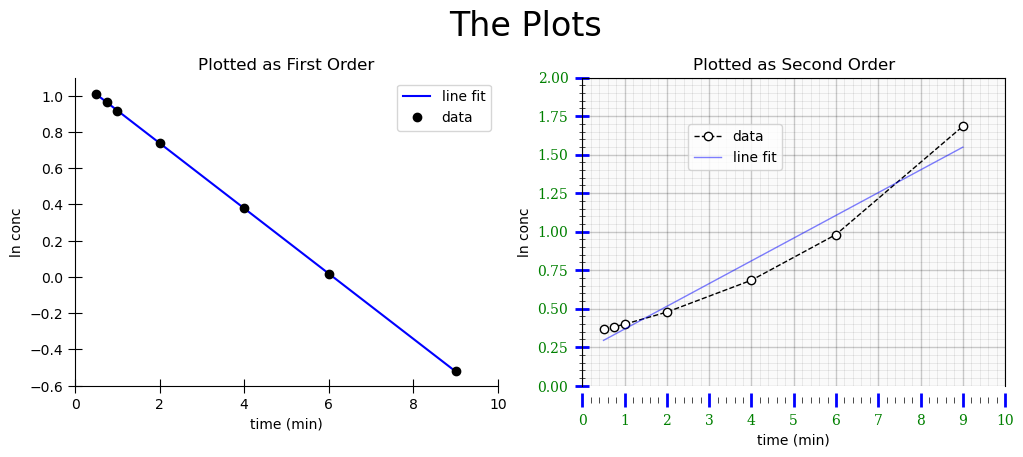 The Plots
Plotted as First Order
ln conc
1.0
0.8
0.6
0.4
0.2
0.0
−0.2
−0.4
−0.6
0 2 4 6 8 10
time (min)
line fit
data
Plotted as Second Order
ln conc
2.00
1.75
1.50
1.25
1.00
0.75
0.50
0.25
0.00
0 1 2 3 4 5 6 7 8 9 10
time (min)
data
line fit